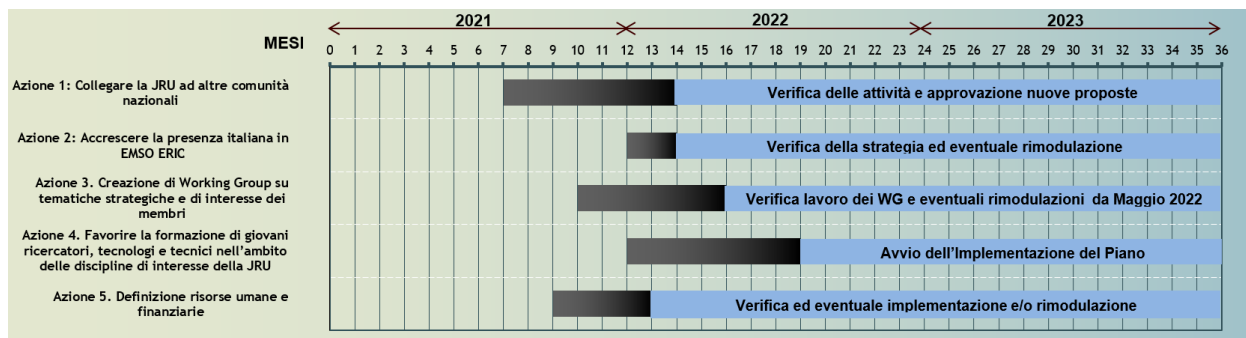 2021 2022 2023
MESI 0 1 2 3 4 5 6 7 8 9 10 11 12 13 14 15 16 17 18 19 20 21 22 23 24 25 26 27 28 29 30 31 32 33 34 35 36
Azione 1: Collegare la JRU ad altre comunità
nazionali
Verifica delle attività e approvazione nuove proposte
Azione 2: Accrescere la presenza italiana in
EMSO ERIC
Verifica della strategia ed eventuale rimodulazione
Azione 3. Creazione di Working Group su
tematiche strategiche e di interesse dei
membri
Verifica lavoro dei WG e eventuali rimodulazioni da Maggio 2022
Azione 4. Favorire la formazione di giovani
ricercatori, tecnologi e tecnici nell'ambito
delle discipline di interesse della JRU
Avvio dell'Implementazione del Piano
Azione 5. Definizione risorse umane e
finanziarie
Verifica ed eventuale implementazione e/o rimodulazione